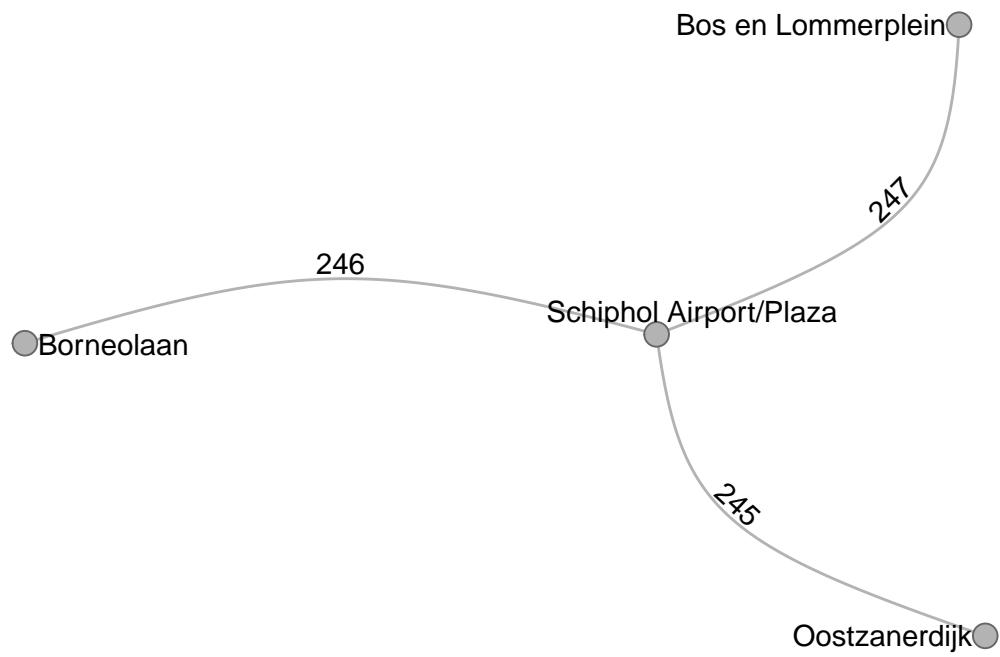 Bos en Lommerplein
247
246
Schiphol Airport/Plaza
Borneolaan
245
Oostzanerdijk